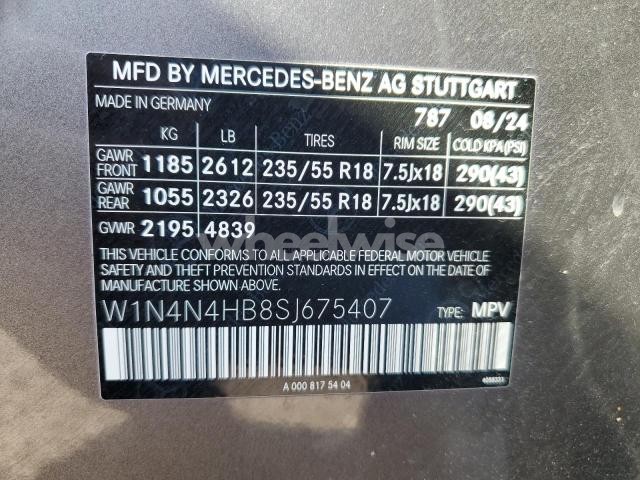 MFD BY MERCEDES-BENZ AG STUTTGART
MADE IN GERMANY 787 08/24
KG LB TIRES RIM SIZE COLD KPA(PSI)
GAWR FRONT 1185 2612 235/55 R18 7.5Jx18 290(43)
GAWR REAR 1055 2326 235/55 R18 7.5Jx18 290(43)
GVWR 2195 4839
wheelwise
THIS VEHICLE CONFORMS TO ALL APPLICABLE FEDERAL MOTOR VEHICLE
SAFETY AND THEFT PREVENTION STANDARDS IN EFFECT ON THE DATE
OF MANUFACTURE SHOWN ABOVE.
W1N4N4HB8SJ675407 TYPE: MPV
A 000 817 54 04